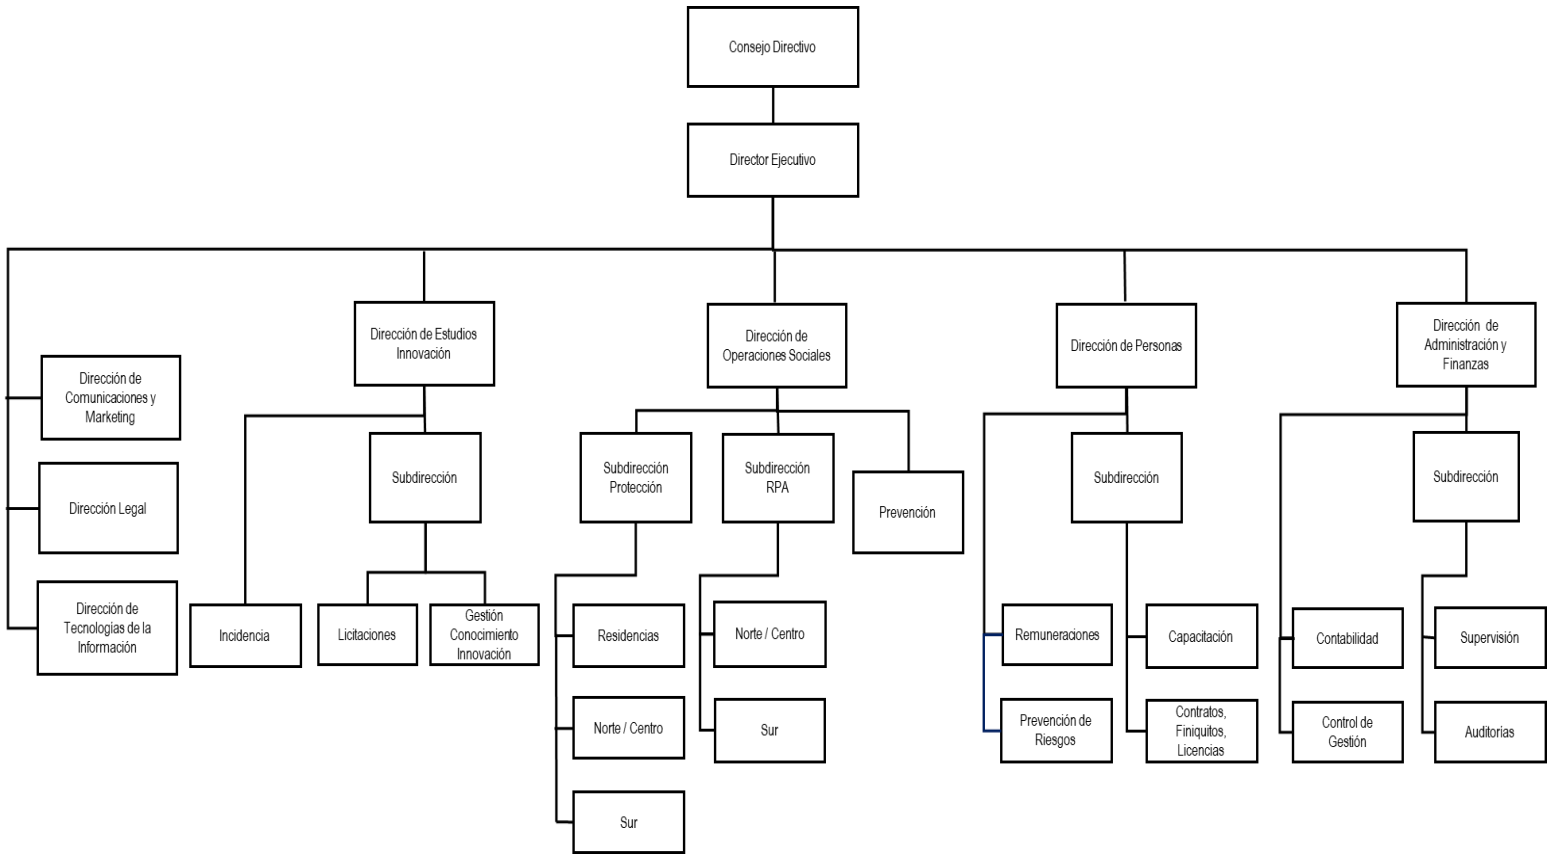 Consejo Directivo
Director Ejecutivo
Dirección de Estudios
Innovación
Dirección de
Operaciones Sociales
Dirección de Personas
Dirección de
Administración y
Finanzas
Dirección de
Comunicaciones y
Marketing
Dirección Legal
Dirección de
Tecnologías de la
Información
Subdirección
Subdirección
Protección
Subdirección
RPA
Prevención
Subdirección
Subdirección
Incidencia
Licitaciones
Gestión
Conocimiento
Innovación
Residencias
Norte / Centro
Sur
Norte / Centro
Sur
Remuneraciones
Prevención de
Riesgos
Capacitación
Contratos,
Finiquitos,
Licencias
Contabilidad
Control de
Gestión
Supervisión
Auditorías